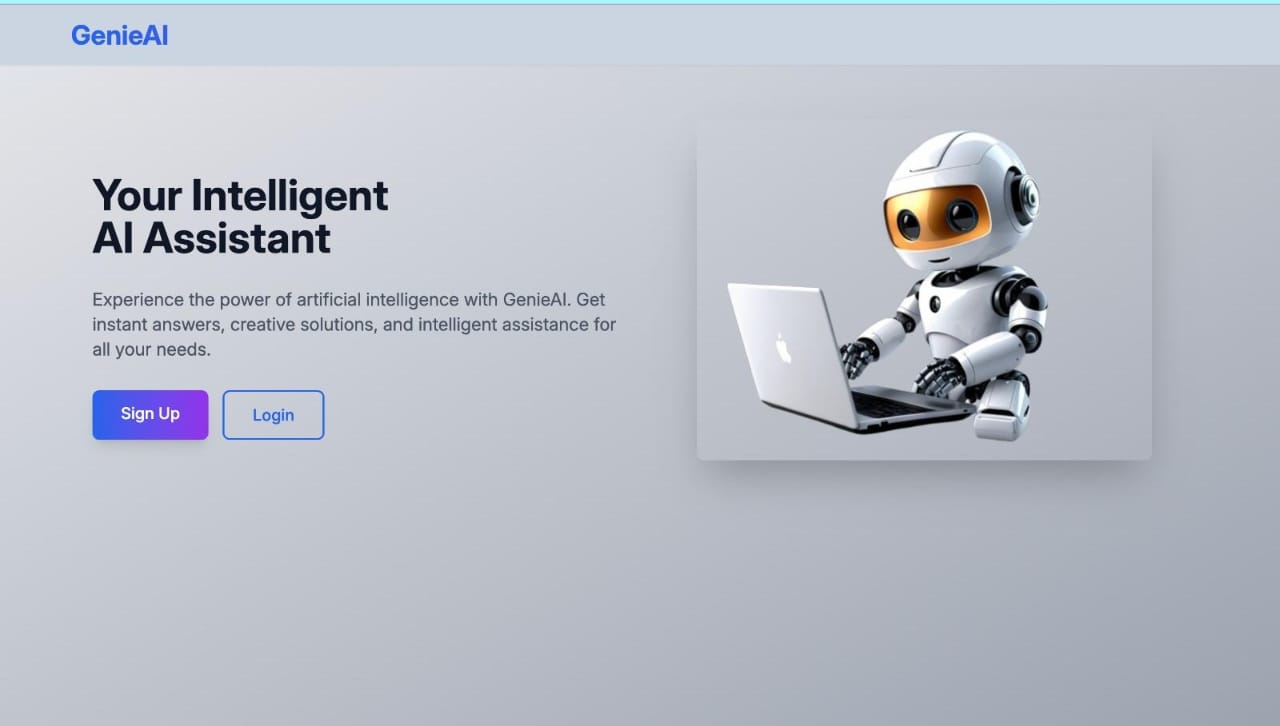 GenieAI
Your Intelligent
AI Assistant
Experience the power of artificial intelligence with GenieAI. Get
instant answers, creative solutions, and intelligent assistance for
all your needs.
Sign Up
Login